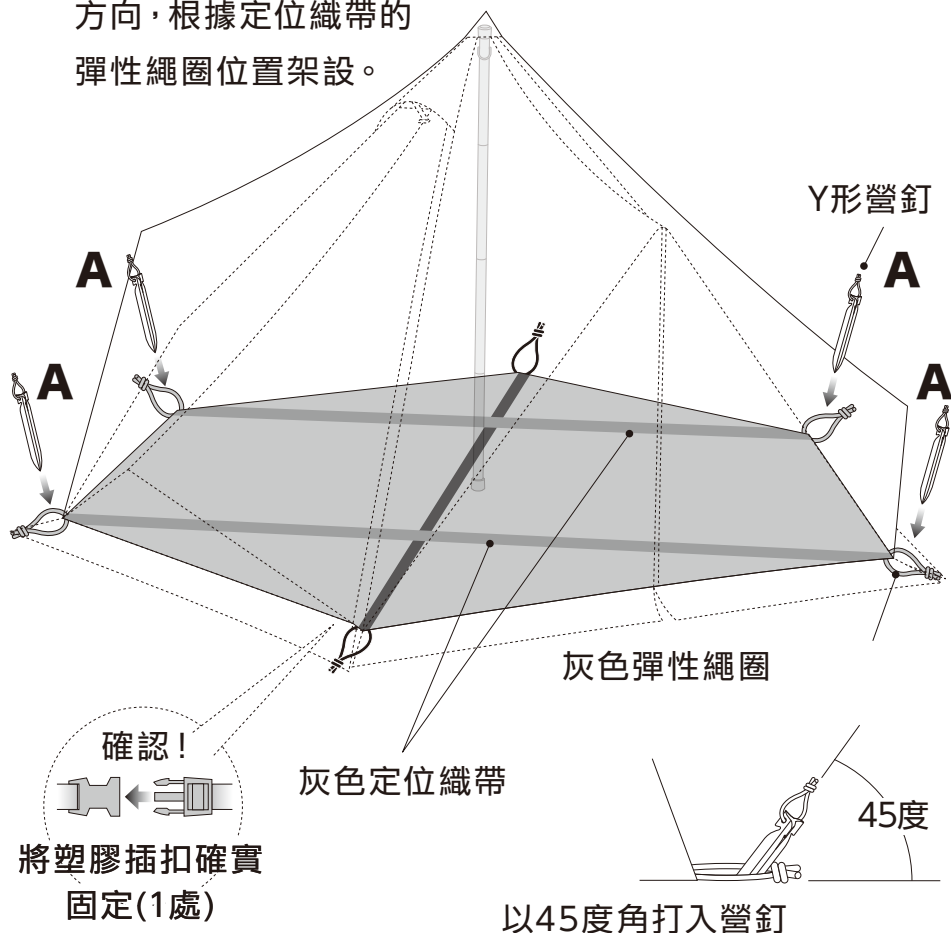 方向，根據定位織帶的
彈性繩圈位置架設。
Y形營釘
A
A
A
A
灰色彈性繩圈
確認！
灰色定位織帶
45度
將塑膠插扣確實
固定(1處)
以45度角打入營釘